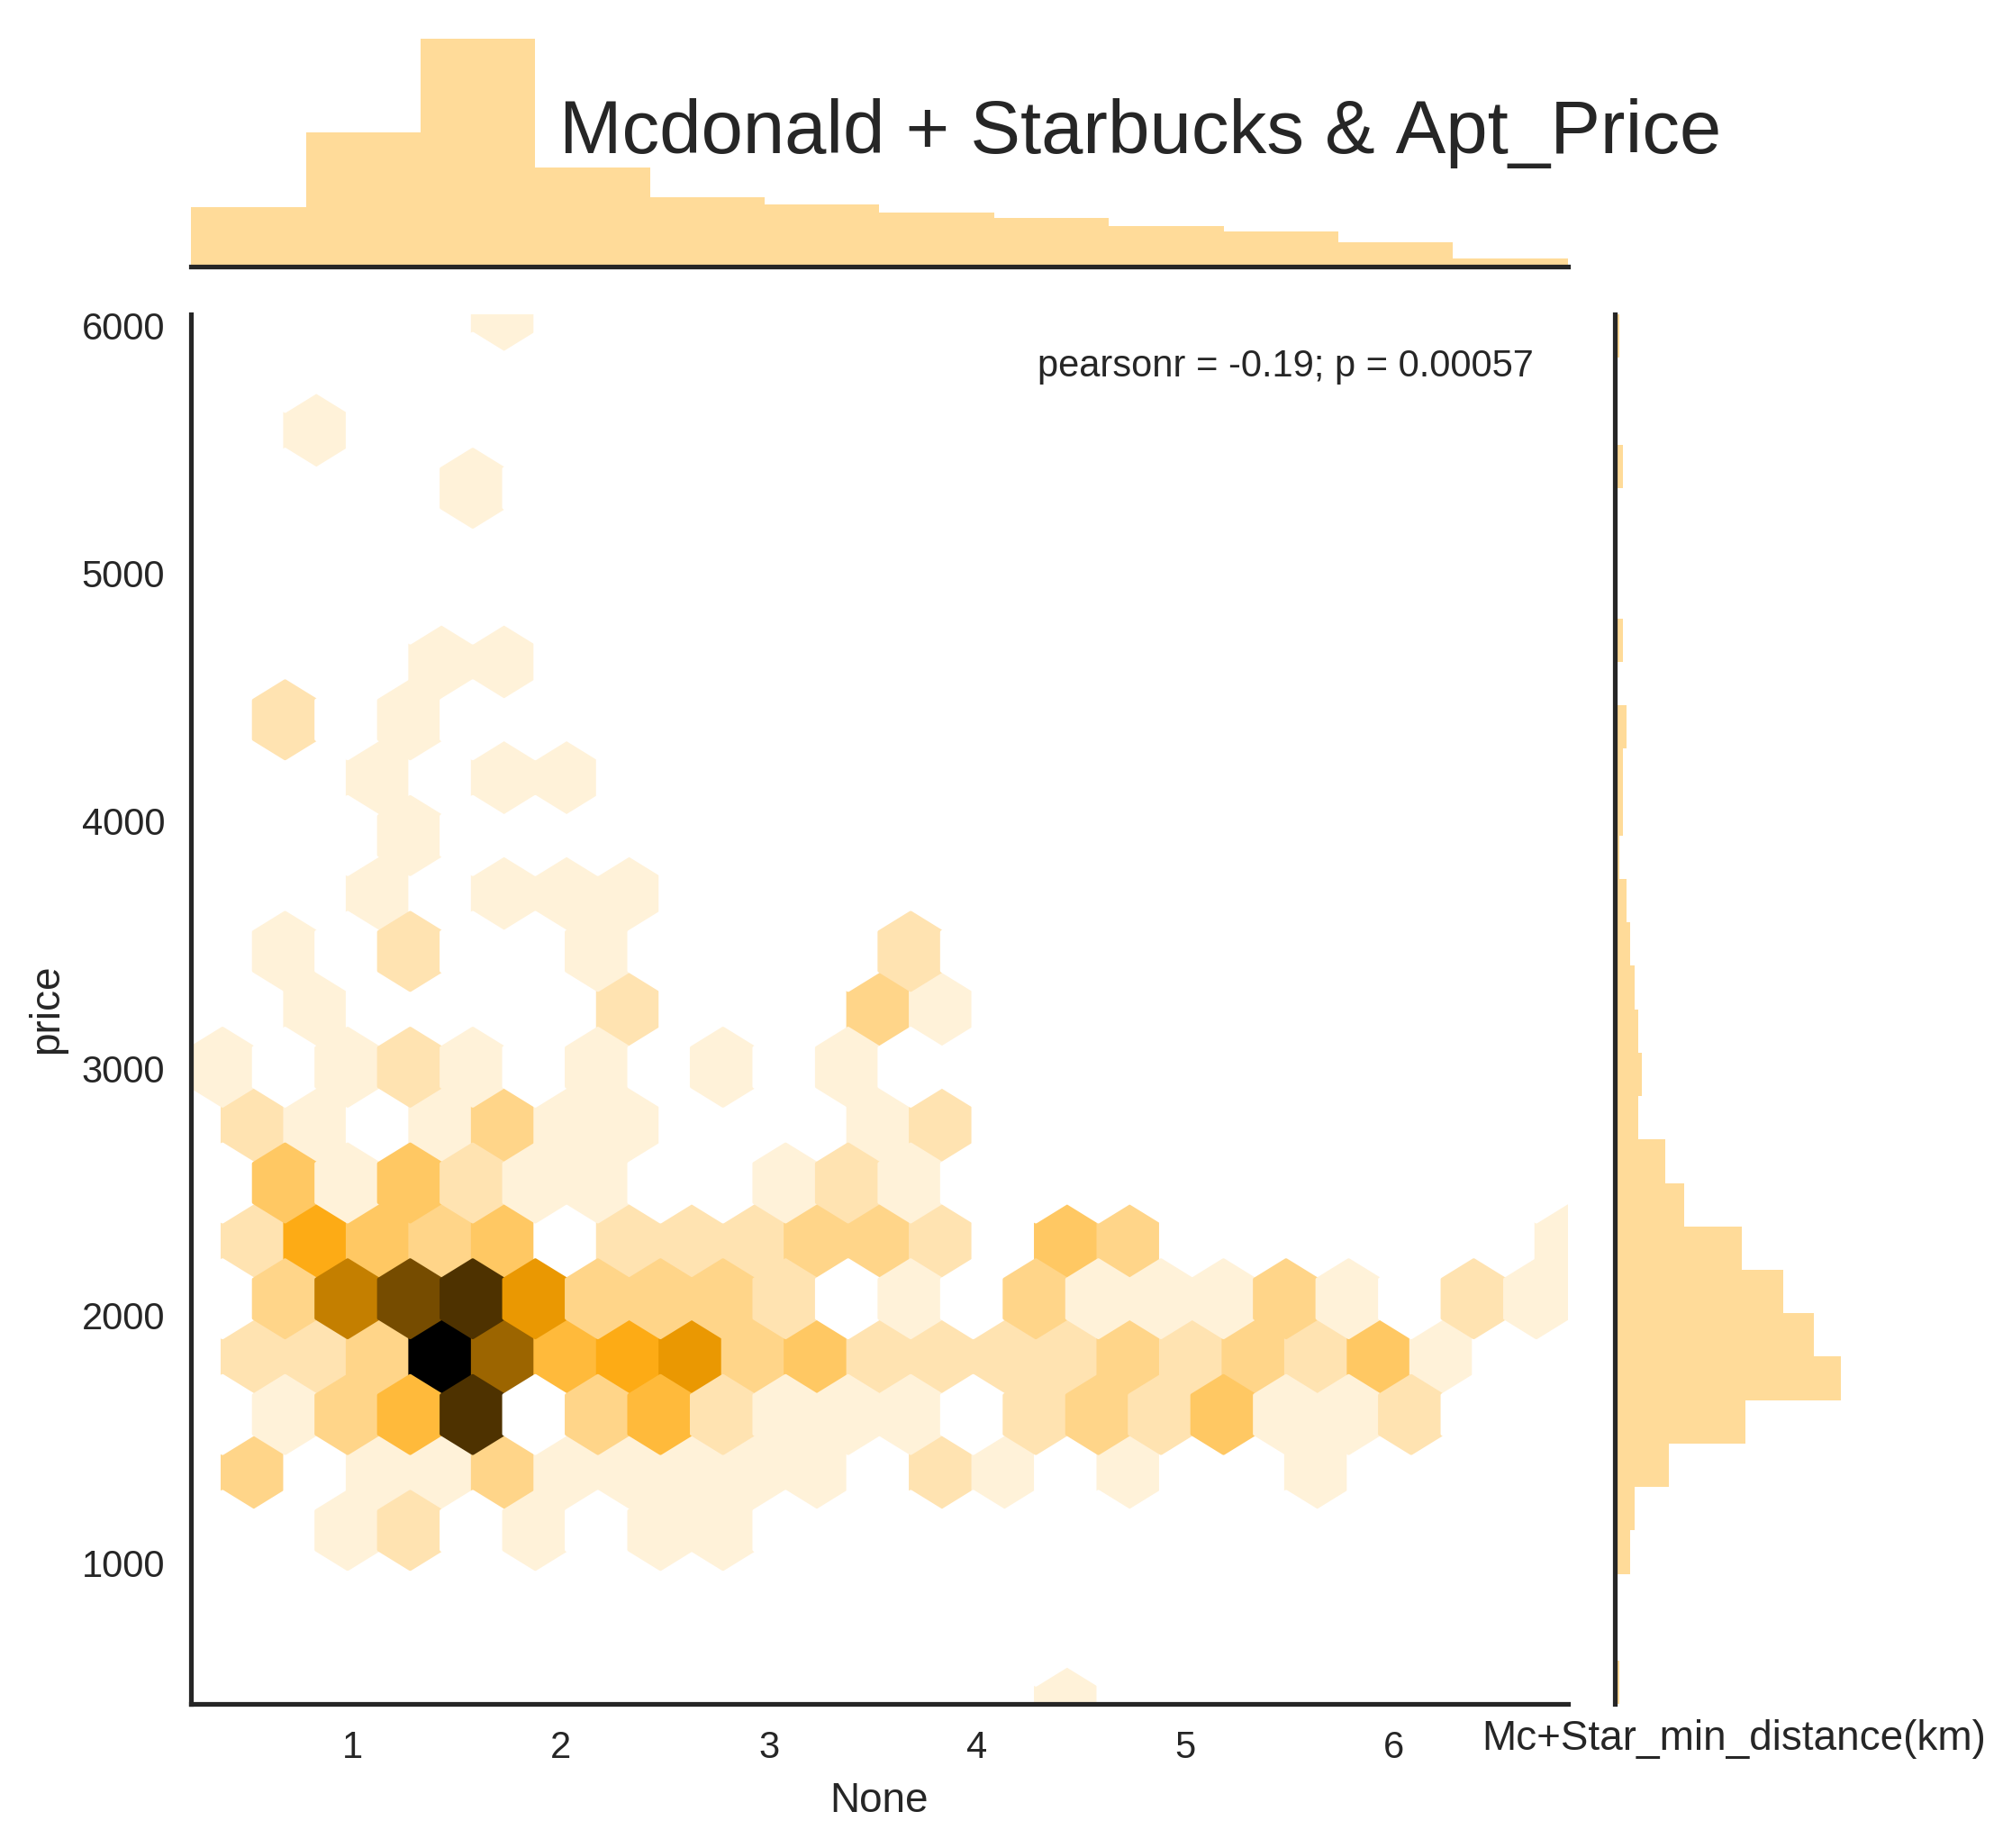 Mcdonald + Starbucks & Apt_Price
pearsonr = -0.19; p = 0.00057
6000
5000
4000
3000
2000
1000
price
1 2 3 4 5 6
None
Mc+Star_min_distance(km)